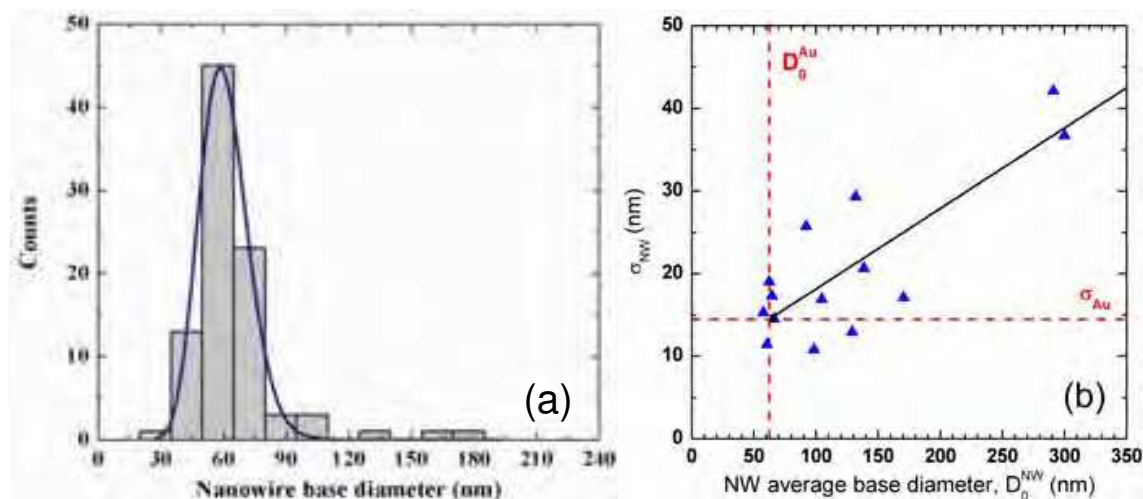 50
40
30
20
10
0
Counts
0 30 60 90 120 150 180 210 240
Nanowire base diameter (nm)
(a)
50
40
30
20
10
0
σNW (nm)
D0Au
σAu
(b)
0 50 100 150 200 250 300 350
NW average base diameter, D0NW (nm)